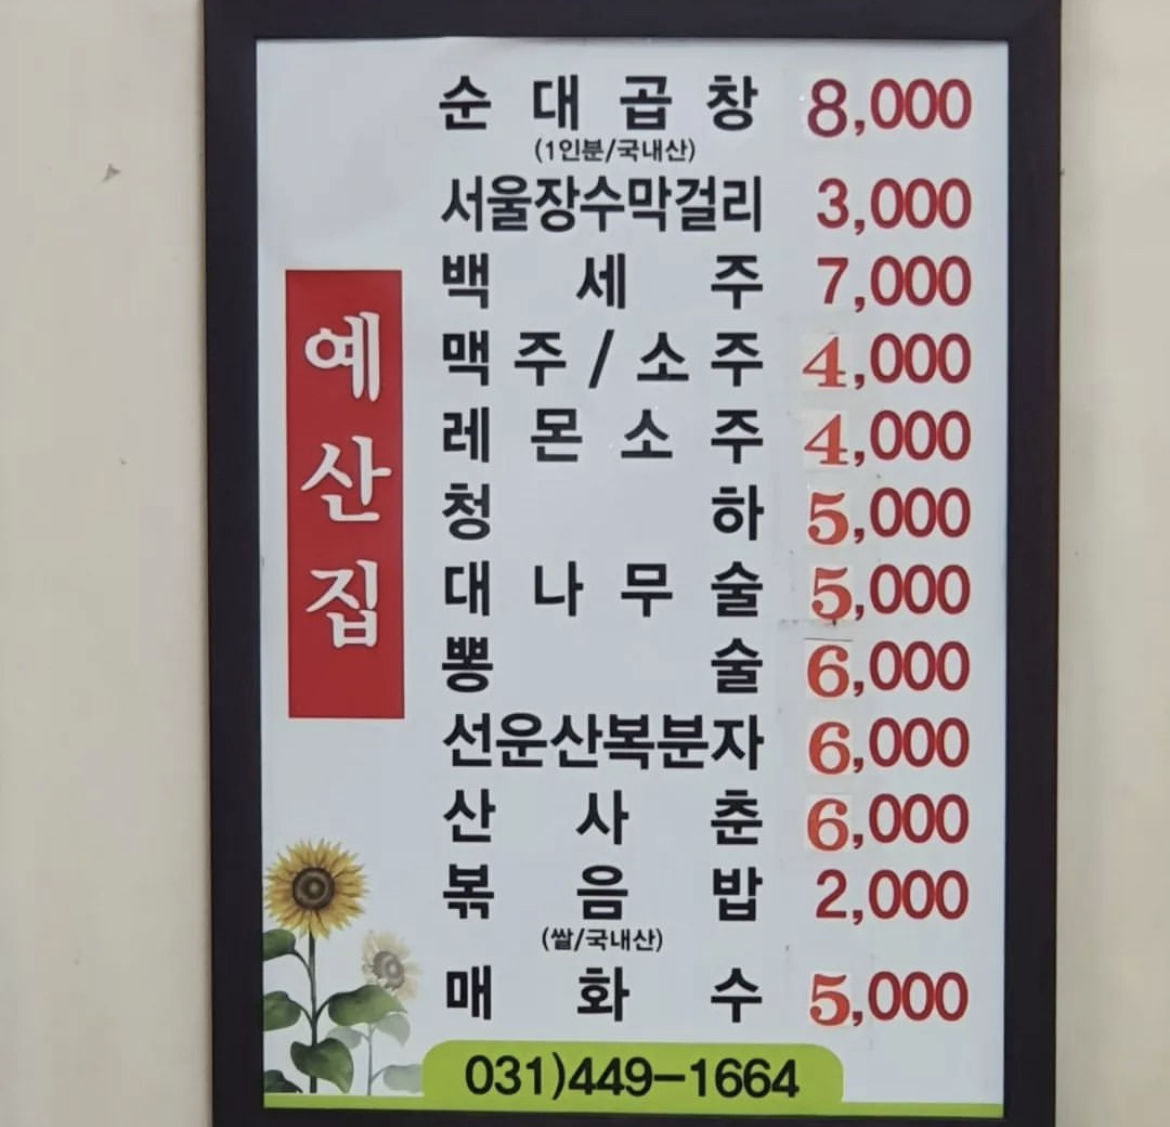 예산집
순대곱창 8,000
(1인분/국내산)
서울장수막걸리 3,000
백세주 7,000
맥주/소주 4,000
레몬소주 4,000
청하 5,000
대나무술 5,000
뽕술 6,000
선운산복분자 6,000
산사춘 6,000
볶음밥 2,000
(쌀/국내산)
매화수 5,000
031)449-1664